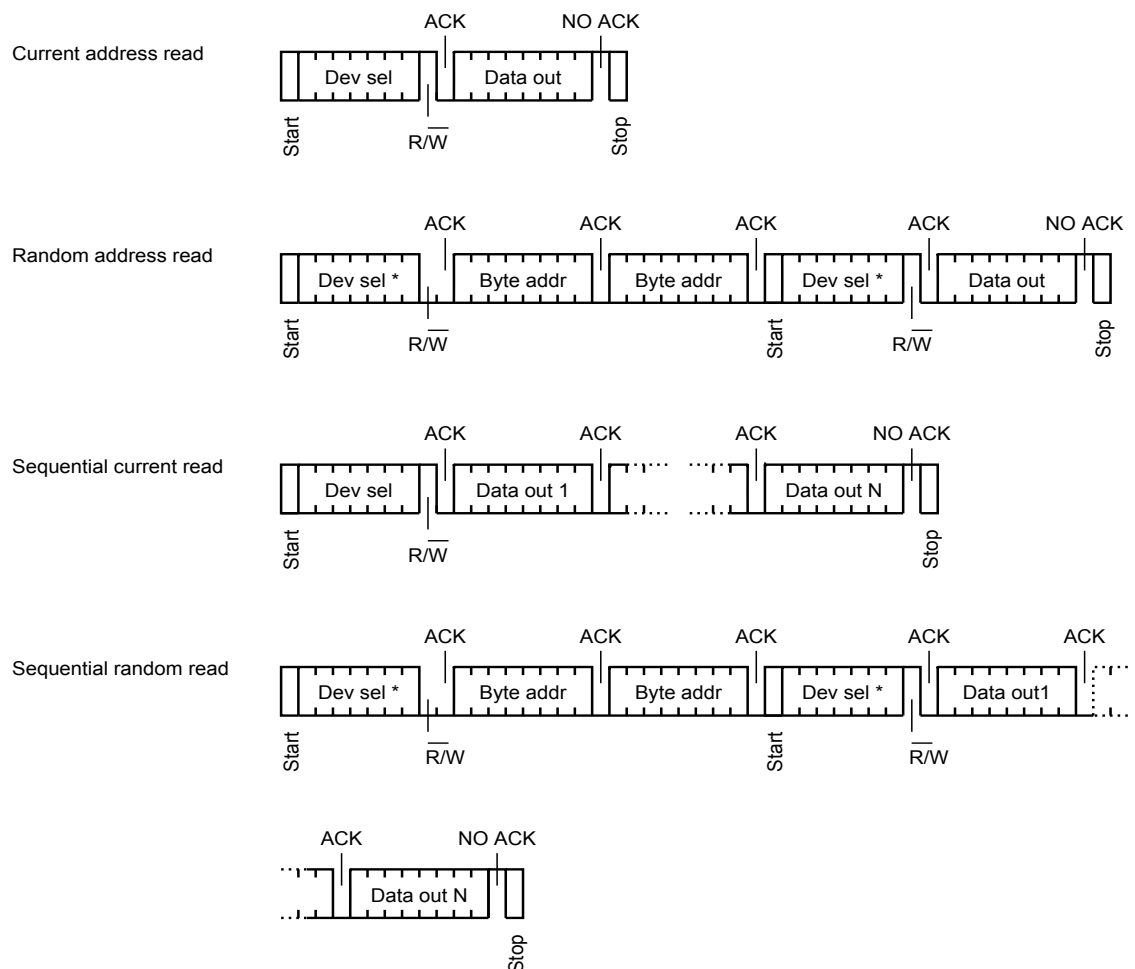 ACK NO ACK
Current address read
Dev sel Data out
Start R/W̅ Stop
ACK ACK ACK ACK NO ACK
Random address read
Dev sel * Byte addr Byte addr Dev sel * Data out
Start R/W̅ Start R/W̅ Stop
ACK ACK ACK NO ACK
Sequential current read
Dev sel Data out 1 Data out N
Start R/W̅ Stop
ACK ACK ACK ACK ACK
Sequential random read
Dev sel * Byte addr Byte addr Dev sel * Data out1
Start R̅/W Start R̅/W
ACK NO ACK
Data out N
Stop